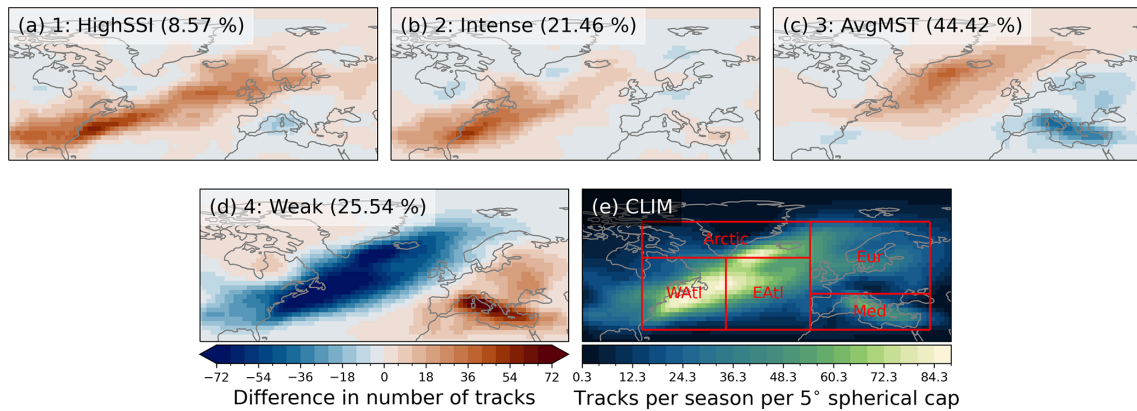 (a) 1: HighSSI (8.57 %)
(b) 2: Intense (21.46 %)
(c) 3: AvgMST (44.42 %)
(d) 4: Weak (25.54 %)
(e) CLIM
Arctic
Eur
WAtl
EAtl
Med
−72 −54 −36 −18 0 18 36 54 72
Difference in number of tracks
0.3 12.3 24.3 36.3 48.3 60.3 72.3 84.3
Tracks per season per 5° spherical cap